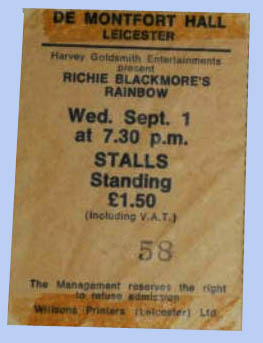 DE MONTFORT HALL
LEICESTER
Harvey Goldsmith Entertainments
present
RICHIE BLACKMORE'S
RAINBOW
Wed. Sept. 1
at 7.30 p.m.
STALLS
Standing
£1.50
(Including V.A.T.)
58
The Management reserves the right
to refuse admission
Willsons Printers (Leicester) Ltd